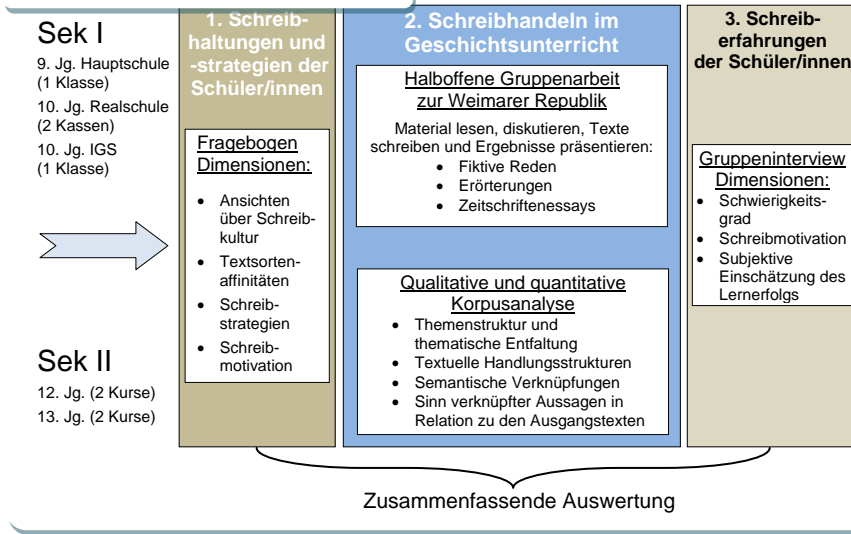 Sek I
9. Jg. Hauptschule
(1 Klasse)
10. Jg. Realschule
(2 Kassen)
10. Jg. IGS
(1 Klasse)
Sek II
12. Jg. (2 Kurse)
13. Jg. (2 Kurse)
1. Schreib-
haltungen und
-strategien der
Schüler/innen
Fragebogen
Dimensionen:
• Ansichten
über Schreib-
kultur
• Textsorten-
affinitäten
• Schreib-
strategien
• Schreib-
motivation
2. Schreibhandeln im
Geschichtsunterricht
Halboffene Gruppenarbeit
zur Weimarer Republik
Material lesen, diskutieren, Texte
schreiben und Ergebnisse präsentieren:
• Fiktive Reden
• Erörterungen
• Zeitschriftenessays
Qualitative und quantitative
Korpusanalyse
• Themenstruktur und
thematische Entfaltung
• Textuelle Handlungsstrukturen
• Semantische Verknüpfungen
• Sinn verknüpfter Aussagen in
Relation zu den Ausgangstexten
3. Schreib-
erfahrungen
der Schüler/innen
Gruppeninterview
Dimensionen:
• Schwierigkeits-
grad
• Schreibmotivation
• Subjektive
Einschätzung des
Lernerfolgs
Zusammenfassende Auswertung